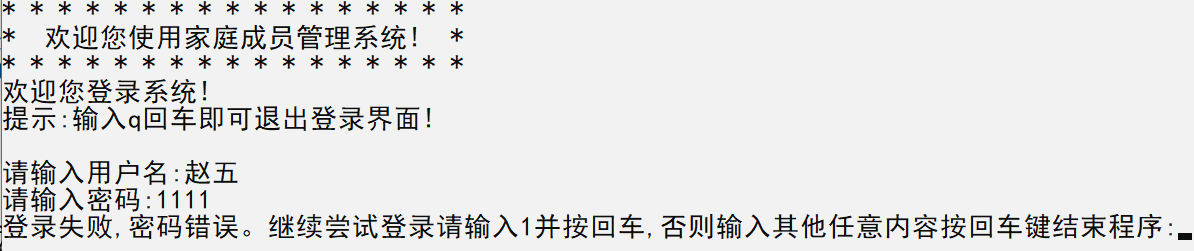 * * * * * * * * * * * * * * * * *
* 欢迎您使用家庭成员管理系统! *
* * * * * * * * * * * * * * * * *
欢迎您登录系统!
提示:输入q回车即可退出登录界面!
请输入用户名:赵五
请输入密码:1111
登录失败,密码错误。继续尝试登录请输入1并按回车,否则输入其他任意内容按回车键结束程序: